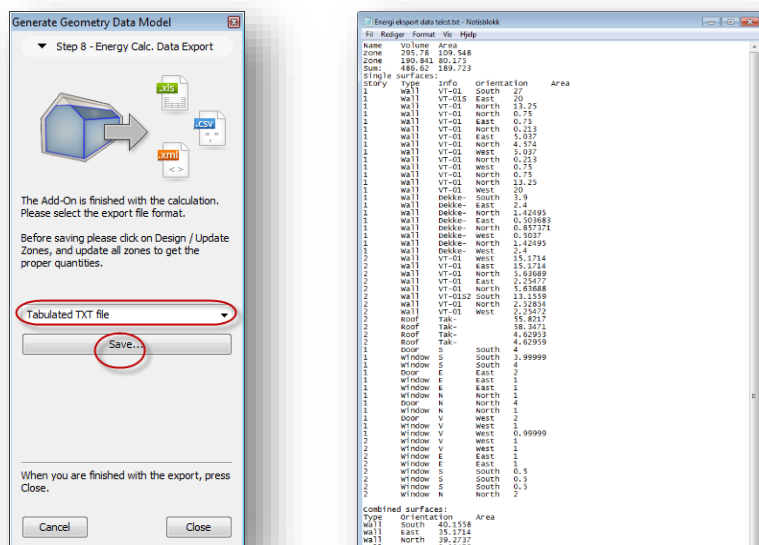 Generate Geometry Data Model
Step 8 - Energy Calc. Data Export
.xls
.csv
.xml
The Add-On is finished with the calculation.
Please select the export file format.
Before saving please click on Design / Update
Zones, and update all zones to get the
proper quantities.
Tabulated TXT file
Save...
When you are finished with the export, press
Close.
Cancel Close
Energi eksport data tekst.txt - Notisblokk
Fil Rediger Format Vis Hjelp
Name Volume Area
Zone 295.78 109.548
Zone 190.841 80.175
Sum: 486.62 189.723
Single surfaces:
Story Type Info Orientation Area
1 Wall VT-01 South 27
1 Wall VT-01S East 20
1 Wall VT-01 North 13.25
1 Wall VT-01 North 0.75
1 Wall VT-01 East 0.75
1 Wall VT-01 North 0.213
1 Wall VT-01 East 5.037
1 Wall VT-01 North 4.574
1 Wall VT-01 West 5.037
1 Wall VT-01 North 0.213
1 Wall VT-01 West 0.75
1 Wall VT-01 North 0.75
1 Wall VT-01 North 13.25
1 Wall VT-01 West 20
1 Wall Dekke- South 3.9
1 Wall Dekke- East 2.4
1 Wall Dekke- North 1.42495
1 Wall Dekke- East 0.503683
1 Wall Dekke- North 0.857371
1 Wall Dekke- West 0.5037
1 Wall Dekke- North 1.42495
1 Wall Dekke- West 2.4
2 Wall VT-01 West 15.1714
2 Wall VT-01 East 15.1714
2 Wall VT-01 North 5.63689
2 Wall VT-01 East 2.25477
2 Wall VT-01 North 5.63688
2 Wall VT-01S2 South 13.1559
2 Wall VT-01 North 2.52854
2 Wall VT-01 West 2.25472
2 Roof Tak- 55.8217
2 Roof Tak- 58.3471
2 Roof Tak- 4.62953
2 Roof Tak- 4.62959
1 Door S South 4
1 Window S South 3.99999
1 Window S South 4
1 Door E East 2
1 Window E East 1
1 Window E East 1
1 Window N North 1
1 Door N North 4
1 Window N North 1
1 Door V West 2
1 Window V West 1
1 Window V West 1
1 Window V West 0.99999
2 Window V West 1
2 Window V West 1
2 Window E East 1
2 Window E East 1
2 Window S South 0.5
2 Window S South 0.5
2 Window S South 0.5
2 Window N North 2
Combined surfaces:
Type Orientation Area
Wall South 40.1558
Wall East 35.1714
Wall North 39.2737